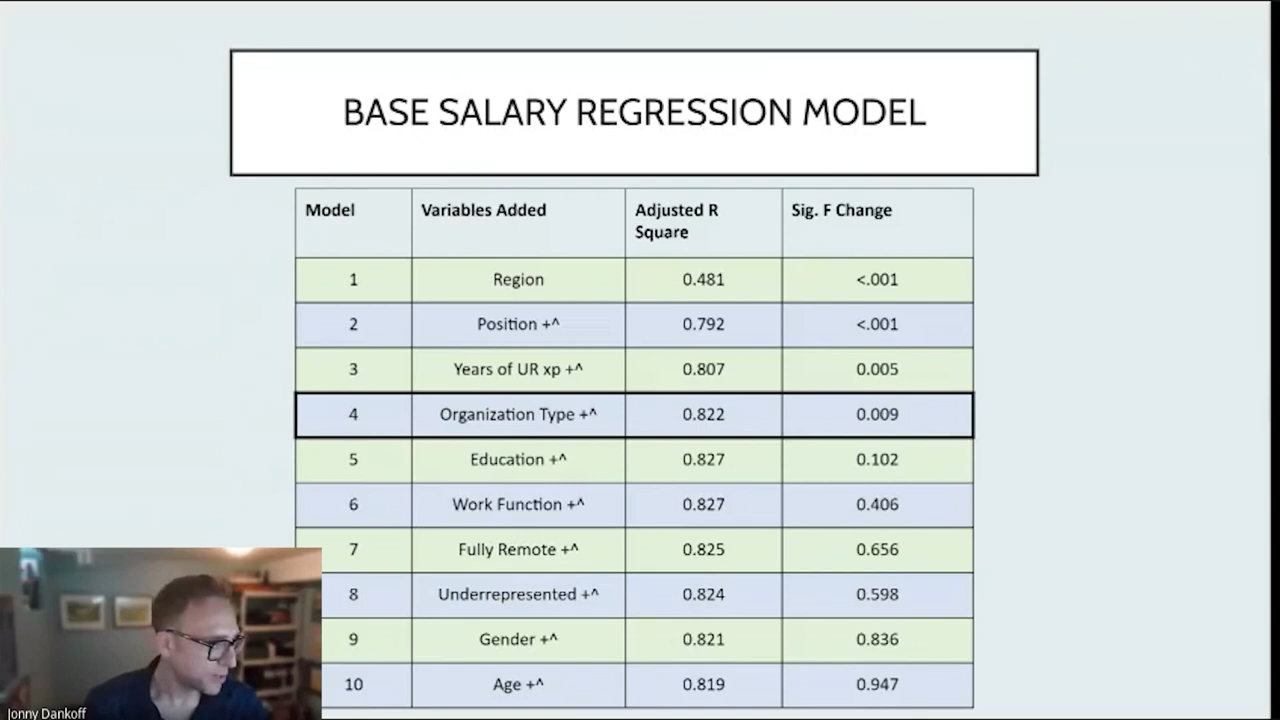 BASE SALARY REGRESSION MODEL
Model Variables Added Adjusted R Square Sig. F Change
1 Region 0.481 <.001
2 Position +^ 0.792 <.001
3 Years of UR xp +^ 0.807 0.005
4 Organization Type +^ 0.822 0.009
5 Education +^ 0.827 0.102
6 Work Function +^ 0.827 0.406
7 Fully Remote +^ 0.825 0.656
8 Underrepresented +^ 0.824 0.598
9 Gender +^ 0.821 0.836
10 Age +^ 0.819 0.947
Jonny Dankoff